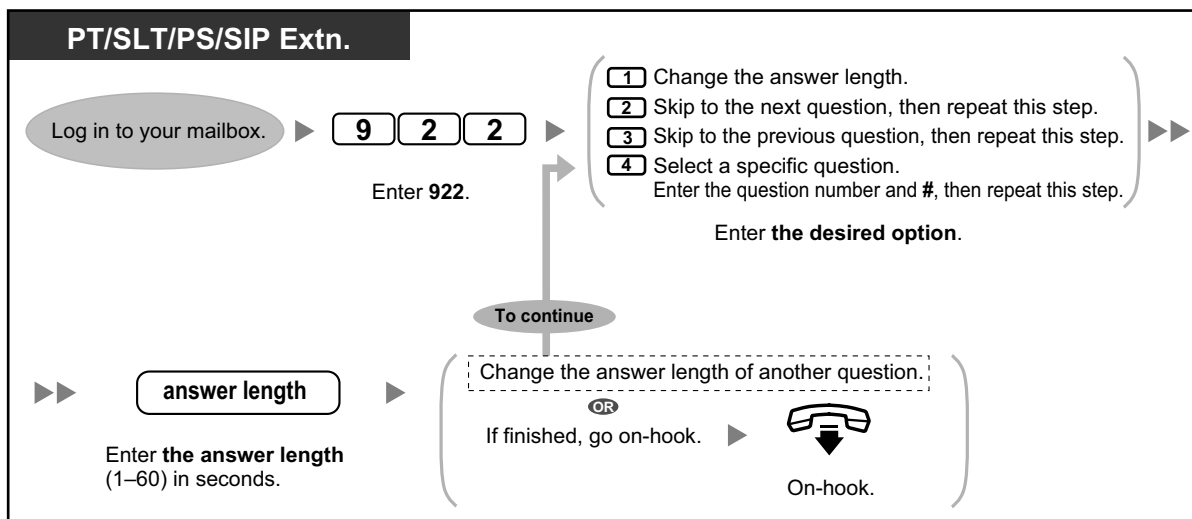 PT/SLT/PS/SIP Extn.
Log in to your mailbox.
9 2 2
Enter 922.
1 Change the answer length.
2 Skip to the next question, then repeat this step.
3 Skip to the previous question, then repeat this step.
4 Select a specific question.
Enter the question number and #, then repeat this step.
Enter the desired option.
To continue
answer length
Enter the answer length
(1–60) in seconds.
Change the answer length of another question.
OR
If finished, go on-hook.
On-hook.